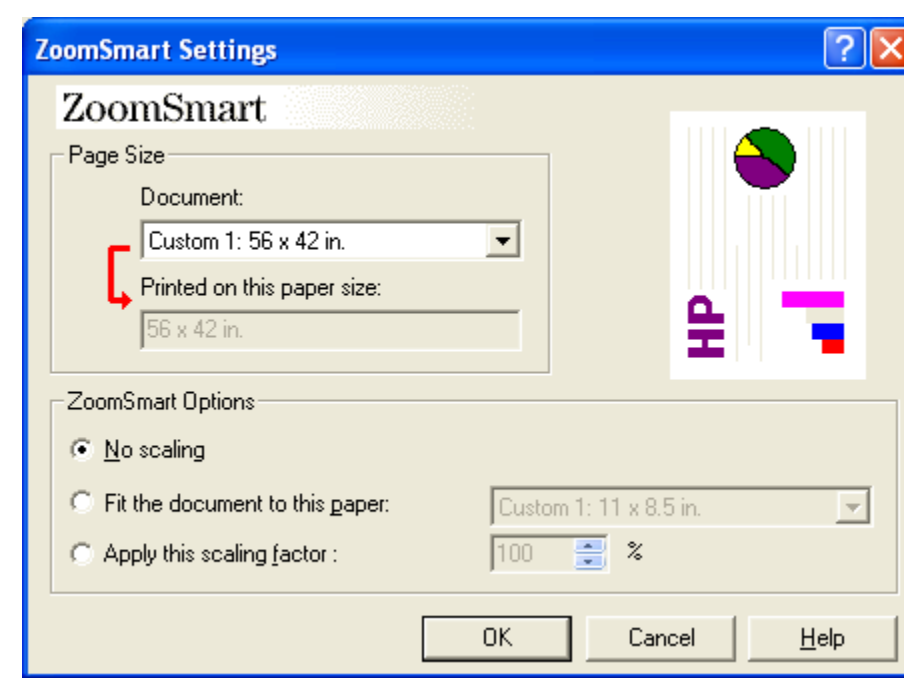 ZoomSmart Settings
ZoomSmart
Page Size
Document:
Custom 1: 56 x 42 in.
Printed on this paper size:
56 x 42 in.
HP
ZoomSmart Options
No scaling
Fit the document to this paper:
Custom 1: 11 x 8.5 in.
Apply this scaling factor :
100 %
OK Cancel Help